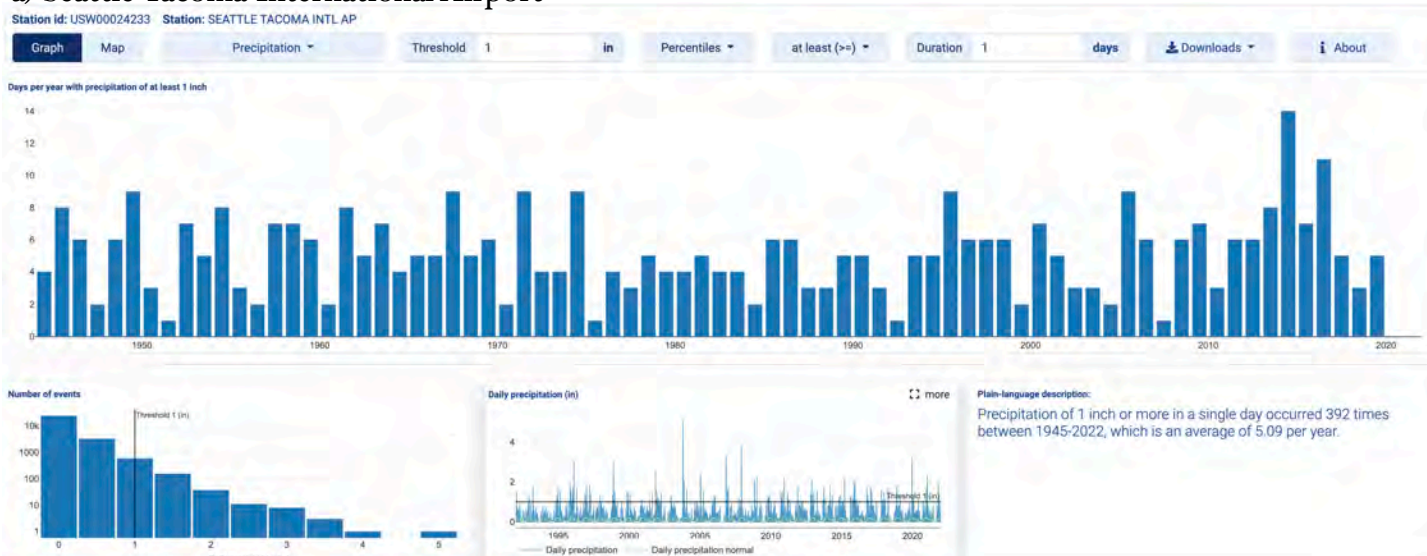 a) Seattle-Tacoma International Airport
Station id: USW00024233 Station: SEATTLE TACOMA INTL AP
Graph Map Precipitation Threshold 1 in Percentiles at least (>=) Duration 1 days Downloads i About
Days per year with precipitation of at least 1 inch
14
12
10
8
6
4
2
0
1950 1960 1970 1980 1990 2000 2010 2020
Number of events
Threshold 1 (in)
10k
1000
100
10
1
0 1 2 3 4 5
Daily precipitation (in) more
4
2
Threshold 1 (in)
0
1995 2000 2005 2010 2015 2020
Daily precipitation Daily precipitation normal
Plain-language description:
Precipitation of 1 inch or more in a single day occurred 392 times
between 1945-2022, which is an average of 5.09 per year.